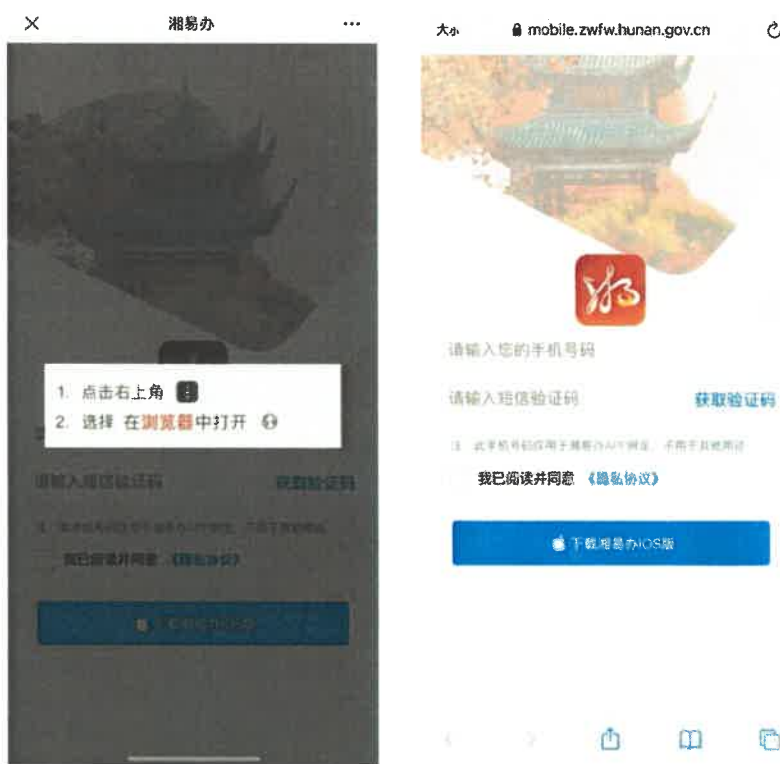 湘易办
1. 点击右上角
2. 选择 在浏览器中打开
请输入短信验证码 获取验证码
我已阅读并同意 《隐私协议》
大小 mobile.zwfw.hunan.gov.cn
湘
请输入您的手机号码
请输入短信验证码 获取验证码
我已阅读并同意 《隐私协议》
下载湘易办iOS版